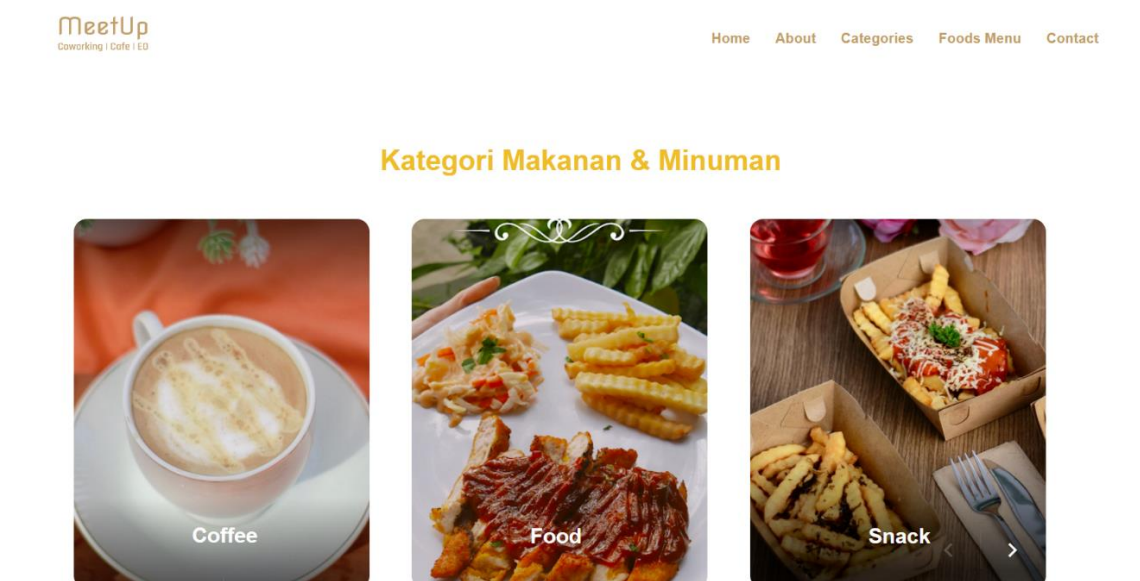 MeetUp
Coworking | Cafe | EO
Home About Categories Foods Menu Contact
Kategori Makanan & Minuman
Coffee
Food
Snack